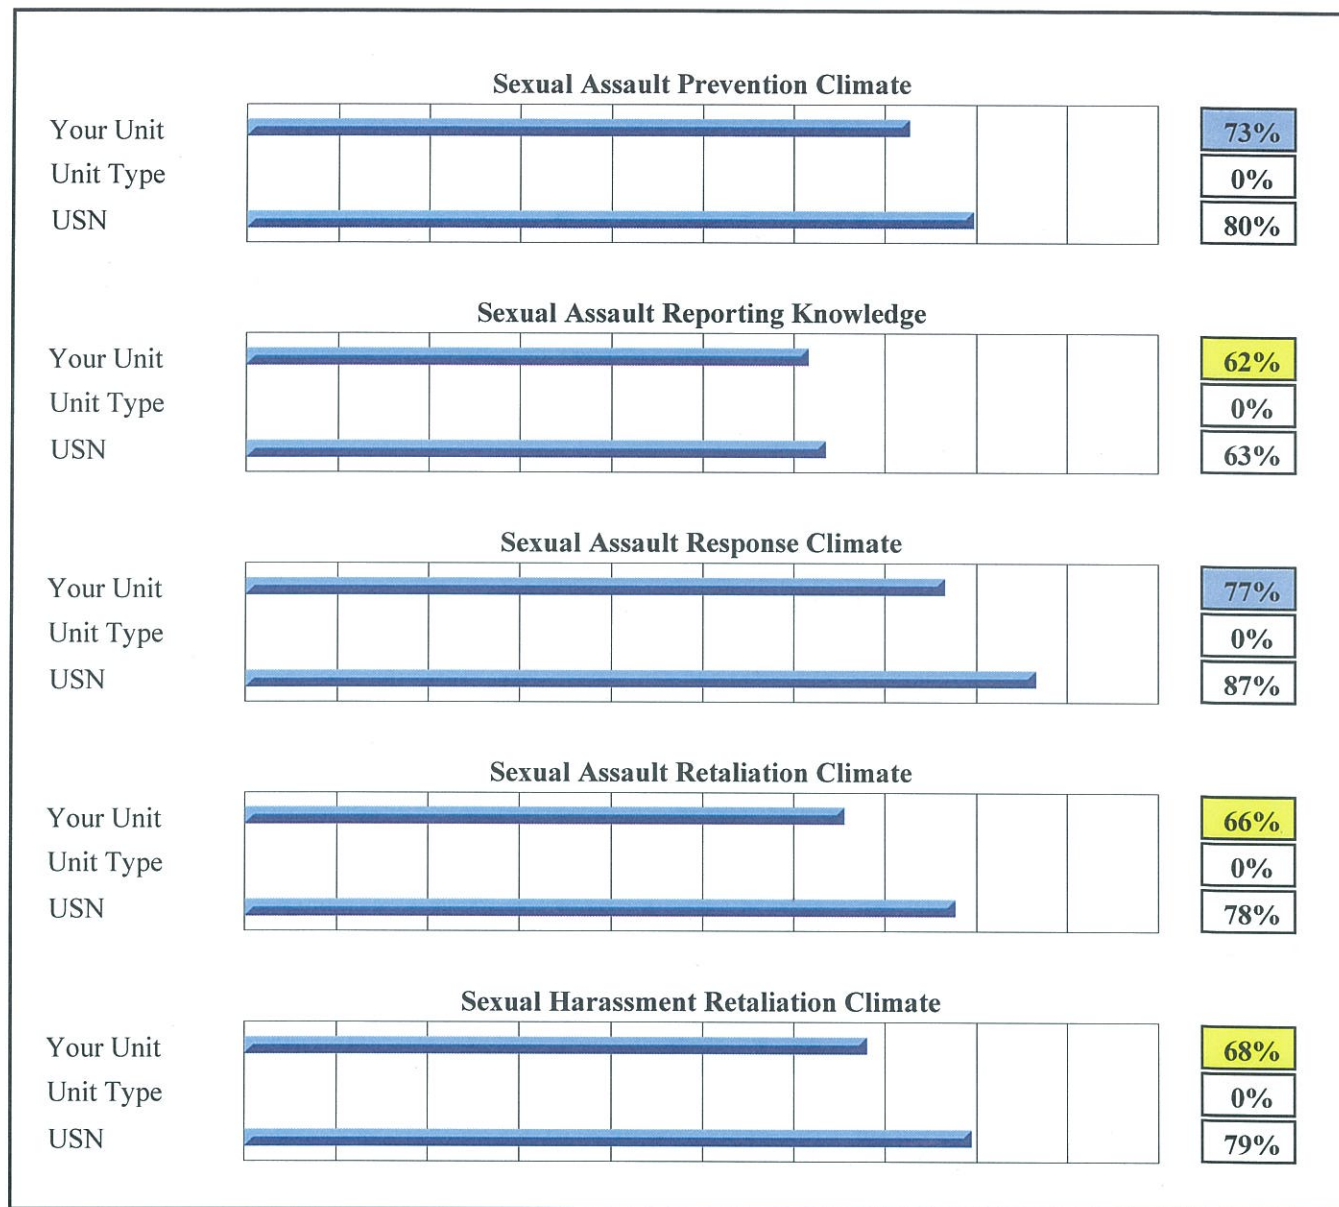 Sexual Assault Prevention Climate
Your Unit 73%
Unit Type 0%
USN 80%
Sexual Assault Reporting Knowledge
Your Unit 62%
Unit Type 0%
USN 63%
Sexual Assault Response Climate
Your Unit 77%
Unit Type 0%
USN 87%
Sexual Assault Retaliation Climate
Your Unit 66%
Unit Type 0%
USN 78%
Sexual Harassment Retaliation Climate
Your Unit 68%
Unit Type 0%
USN 79%